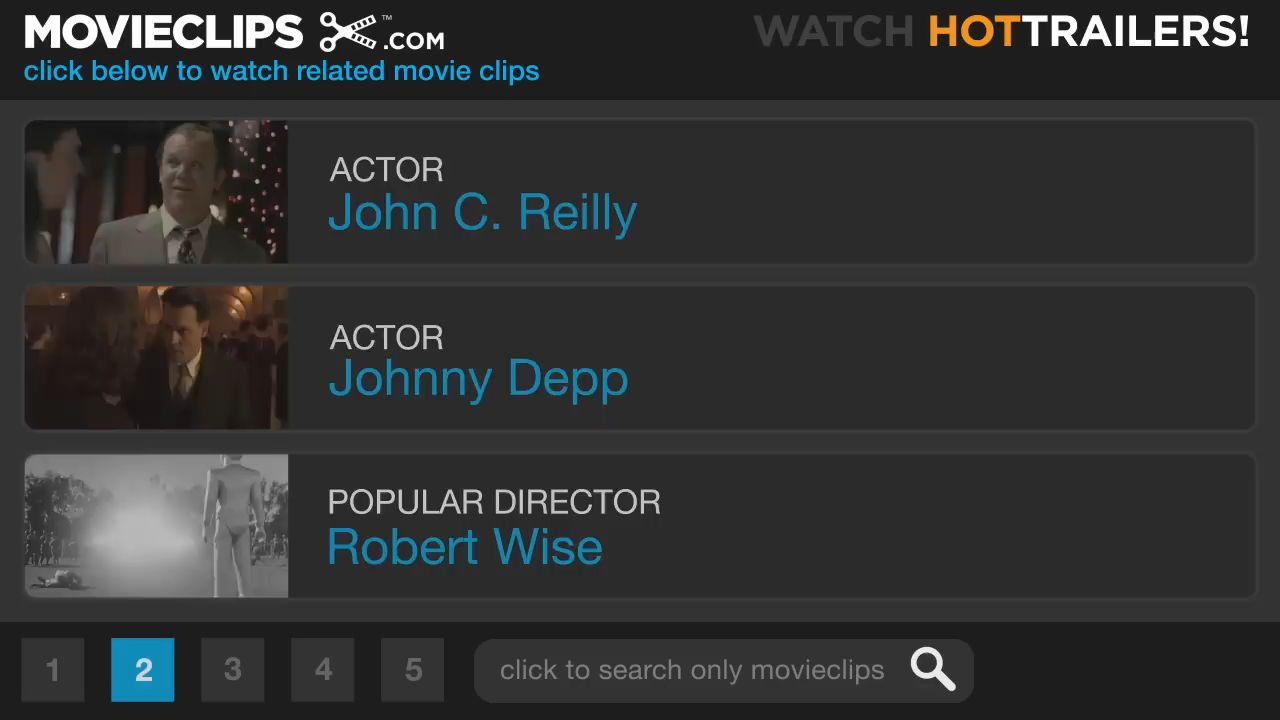 MOVIECLIPS ™ .COM
WATCH HOTTRAILERS!
click below to watch related movie clips
ACTOR
John C. Reilly
ACTOR
Johnny Depp
POPULAR DIRECTOR
Robert Wise
1 2 3 4 5 click to search only movieclips